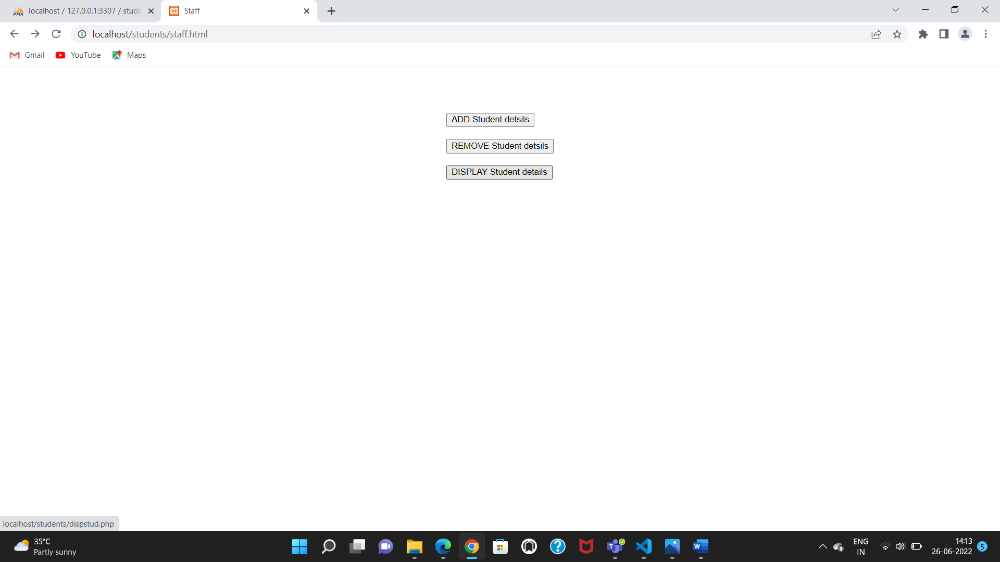 localhost / 127.0.0.1:3307 / stude
Staff
localhost/students/staff.html
Gmail
YouTube
Maps
ADD Student detsils
REMOVE Student detsils
DISPLAY Student details
localhost/students/dispstud.php
35°C
Partly sunny
ENG
IN
14:13
26-06-2022
5